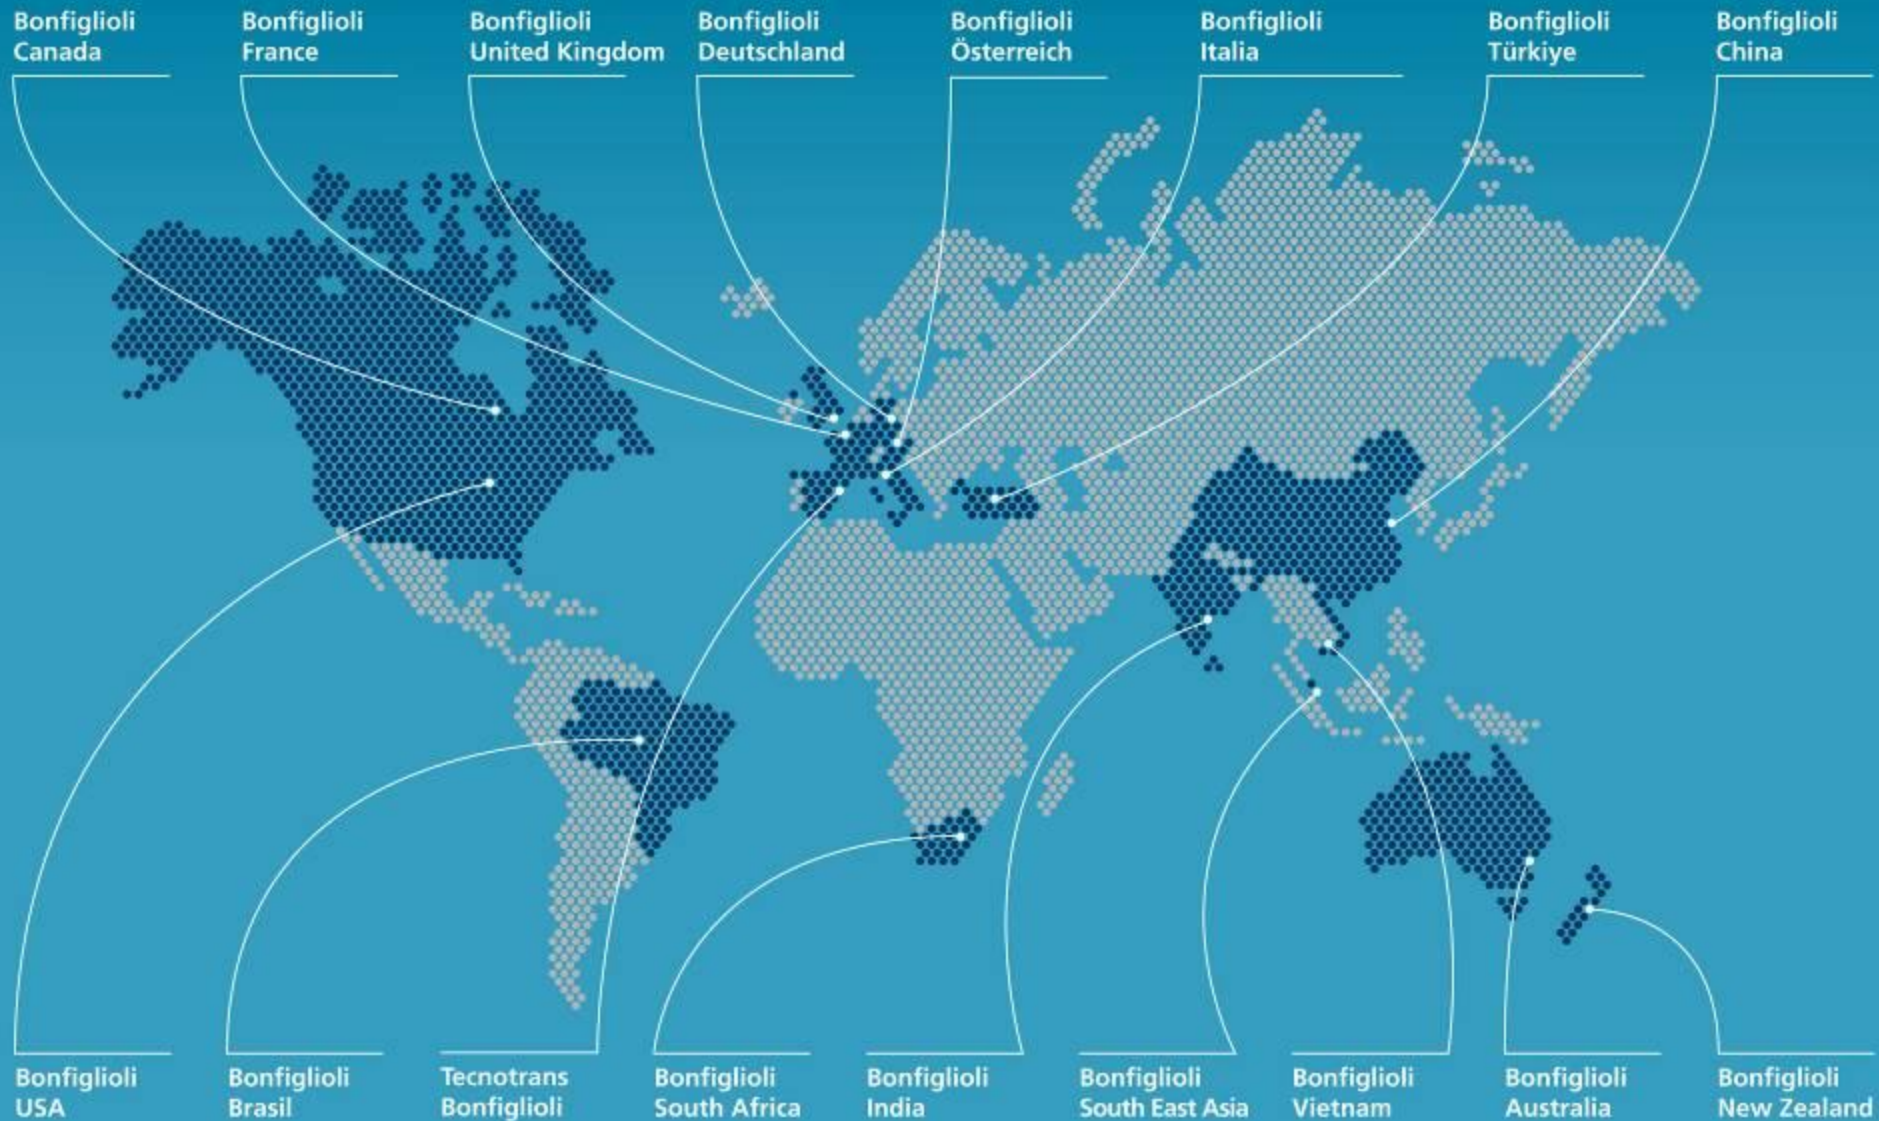 Bonfiglioli
Canada
Bonfiglioli
France
Bonfiglioli
United Kingdom
Bonfiglioli
Deutschland
Bonfiglioli
Österreich
Bonfiglioli
Italia
Bonfiglioli
Türkiye
Bonfiglioli
China
Bonfiglioli
USA
Bonfiglioli
Brasil
Tecnotrans
Bonfiglioli
Bonfiglioli
South Africa
Bonfiglioli
India
Bonfiglioli
South East Asia
Bonfiglioli
Vietnam
Bonfiglioli
Australia
Bonfiglioli
New Zealand